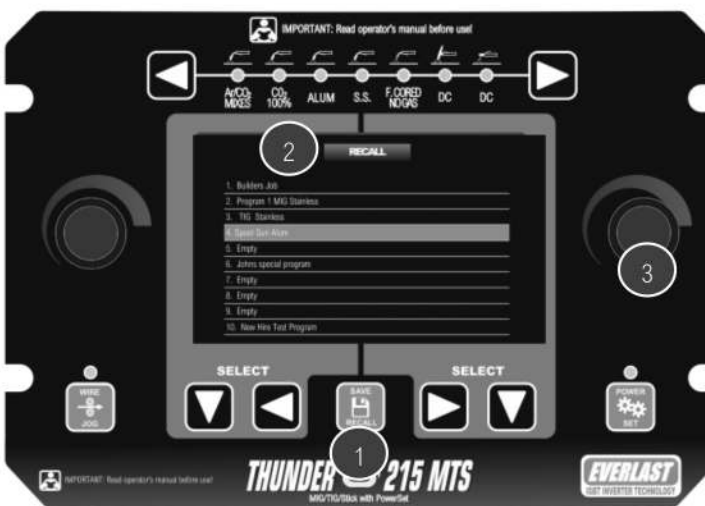 IMPORTANT: Read operator's manual before use!
Ar/CO2 MIXES
CO2 100%
ALUM
S.S.
F. CORED NO GAS
DC
DC
2
RECALL
1. Builders Job
2. Program 1 MIG Stainless
3. TIG Stainless
4. Spool Gun Alum
5. Empty
6. Johns special program
7. Empty
8. Empty
9. Empty
10. New Hire Test Program
3
SELECT
SELECT
WIRE JOG
SAVE RECALL
POWER SET
1
IMPORTANT: Read operator's manual before use!
THUNDER 215 MTS
MIG/TIG/Stick with PowerSet
EVERLAST
IGBT INVERTER TECHNOLOGY